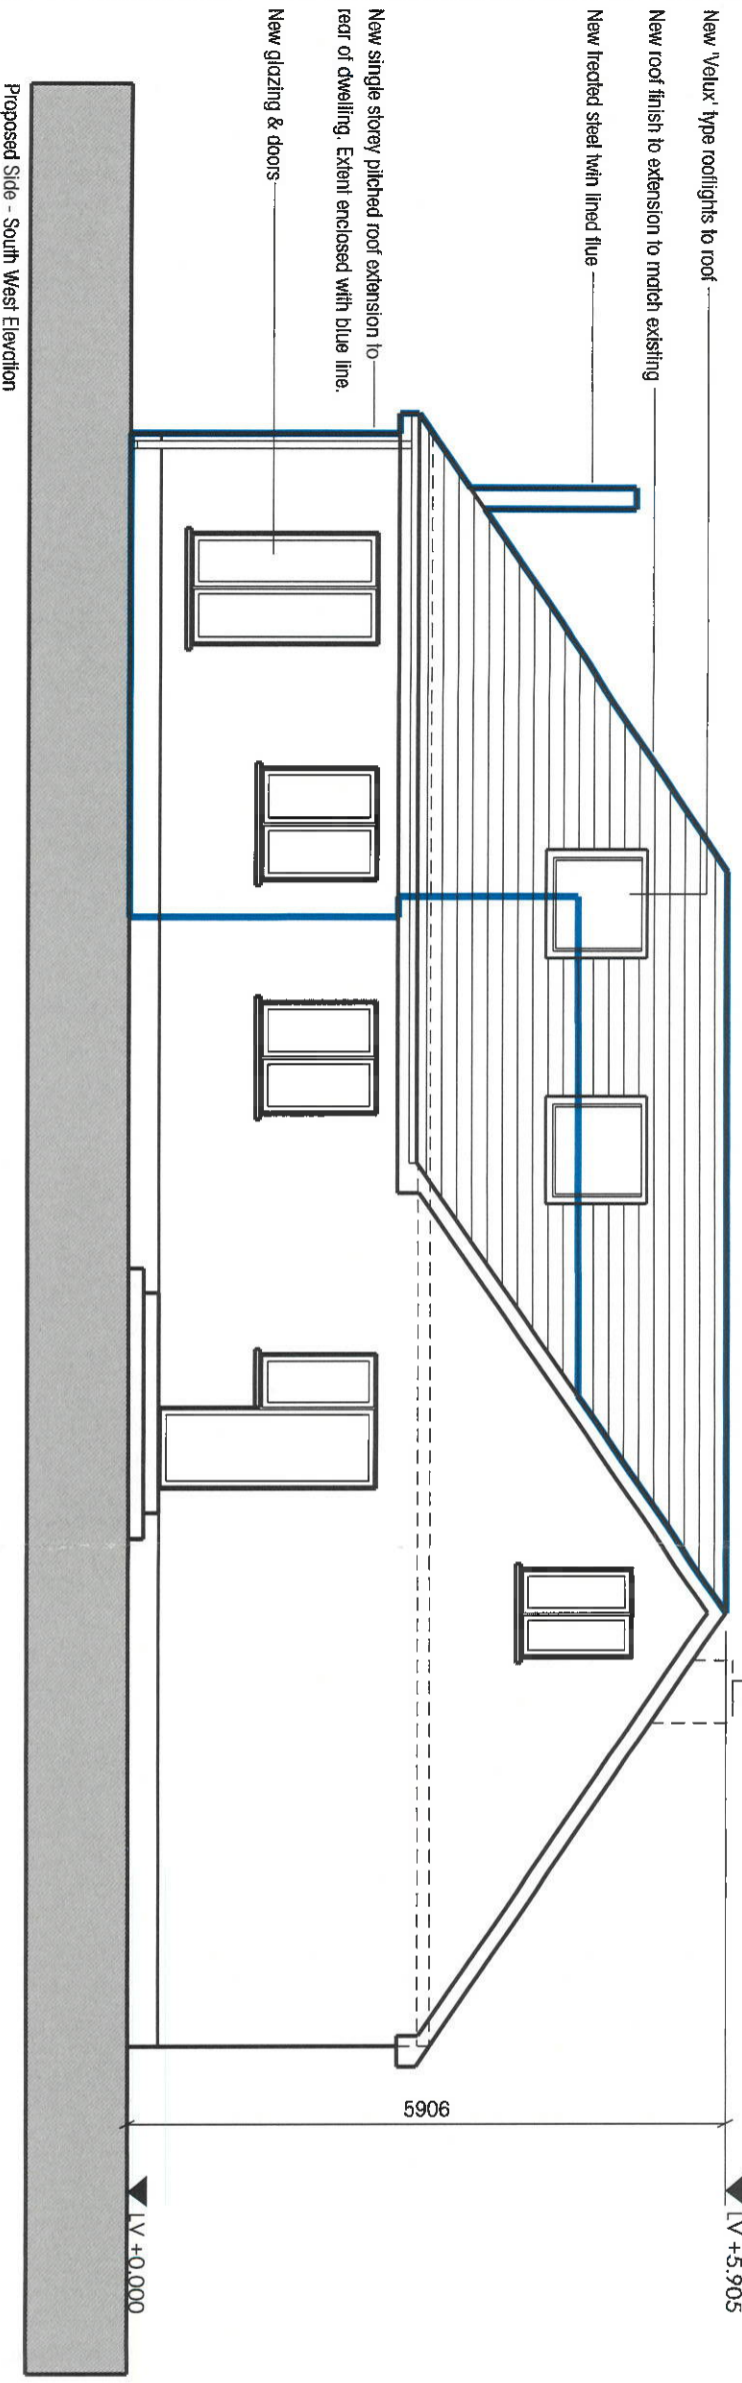 New 'Velux' type rooflights to roof
New roof finish to extension to match existing
New treated steel twin lined flue
New single storey pitched roof extension to
rear of dwelling. Extent enclosed with blue line.
New glazing & doors
5906
LV +5.905
LV +0.000
Proposed Side - South West Elevation